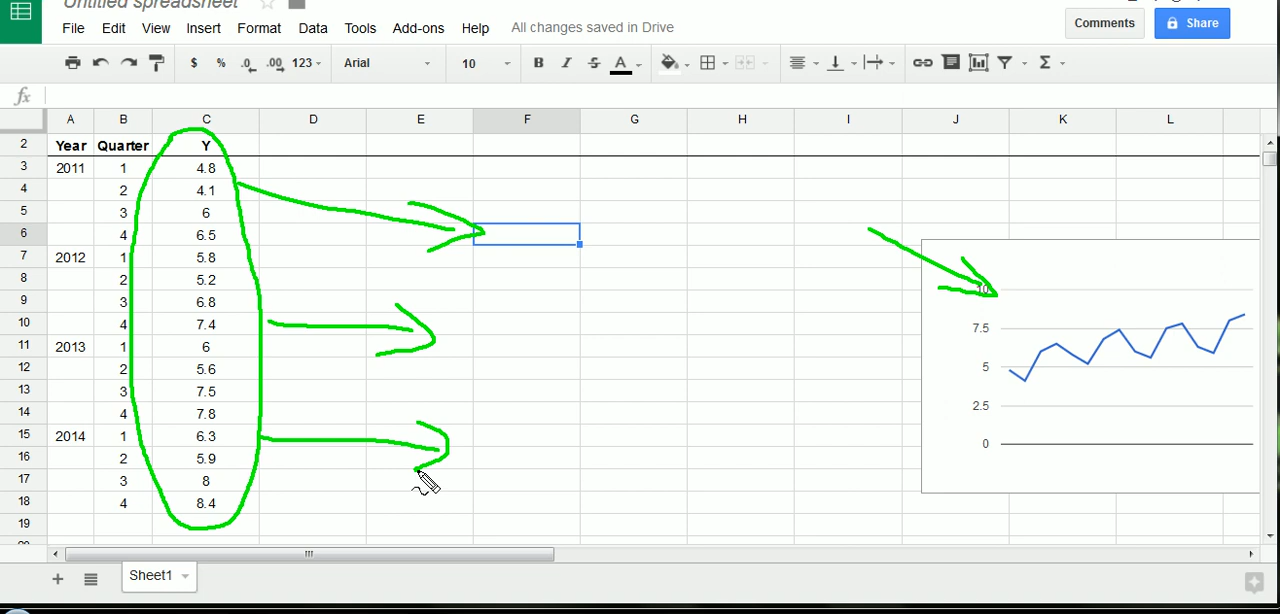 Untitled spreadsheet
File Edit View Insert Format Data Tools Add-ons Help All changes saved in Drive
Comments Share
$ % .0 .00 123 Arial 10 B I S A Σ
fx
A B C D E F G H I J K L
2 Year Quarter Y
3 2011 1 4.8
4 2 4.1
5 3 6
6 4 6.5
7 2012 1 5.8
8 2 5.2
9 3 6.8
10 4 7.4
11 2013 1 6
12 2 5.6
13 3 7.5
14 4 7.8
15 2014 1 6.3
16 2 5.9
17 3 8
18 4 8.4
19
10
7.5
5
2.5
0
Sheet1